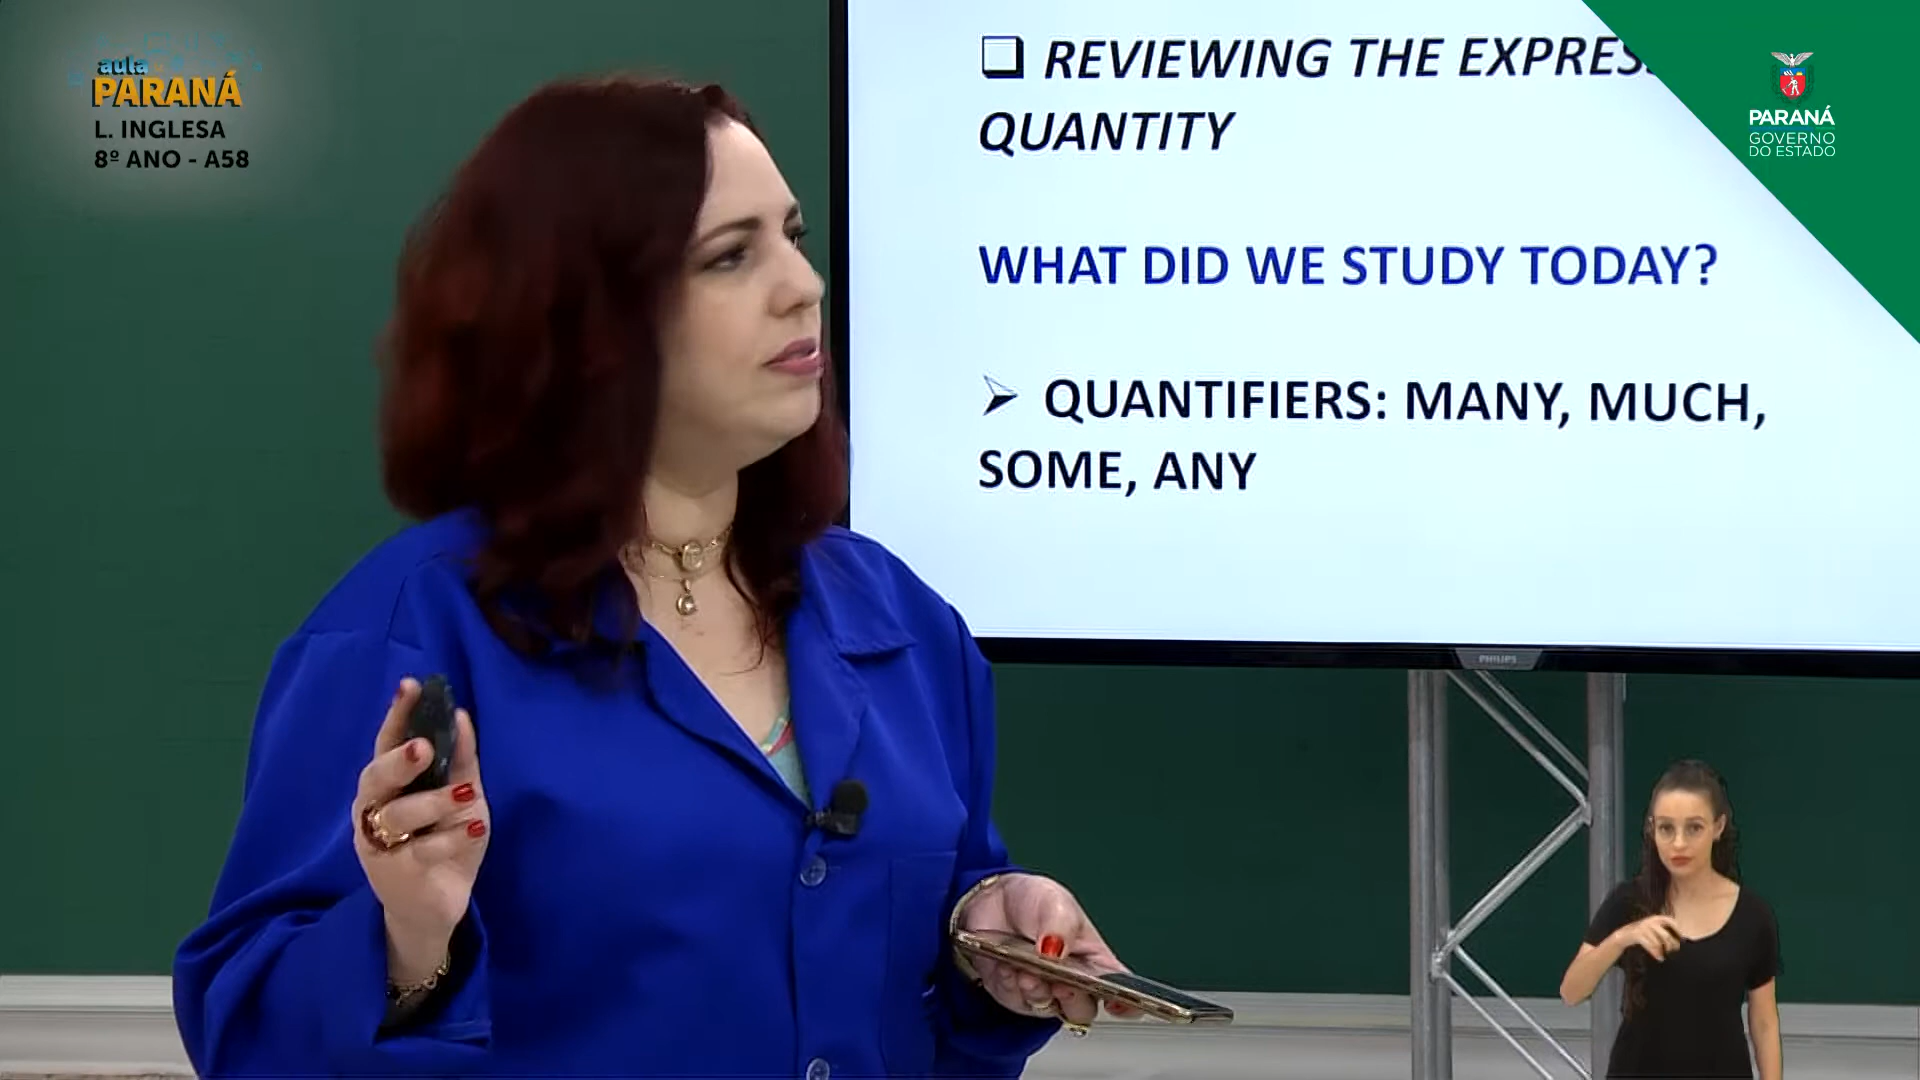 aula
PARANÁ
L. INGLESA
8º ANO - A58
REVIEWING THE EXPRES
QUANTITY
WHAT DID WE STUDY TODAY?
QUANTIFIERS: MANY, MUCH,
SOME, ANY
PARANÁ
GOVERNO
DO ESTADO
PHILIPS